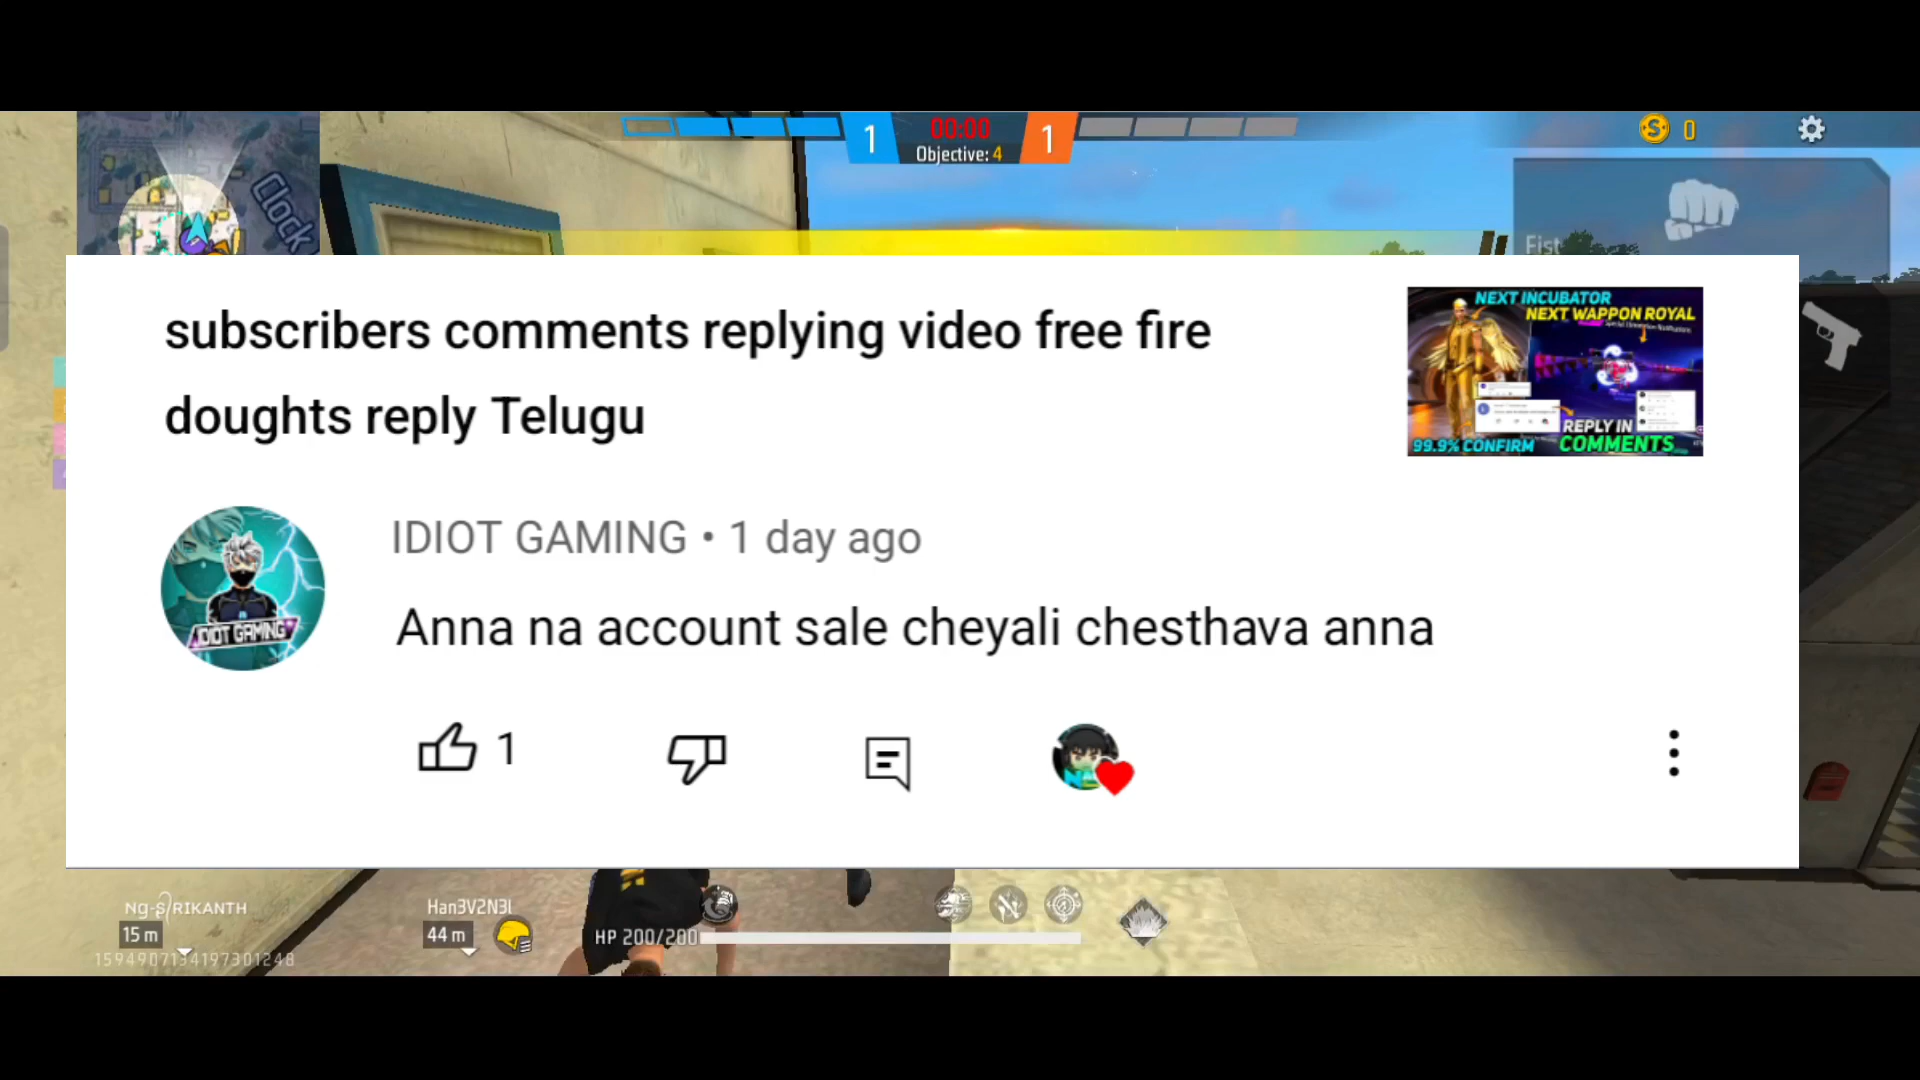 Clock
1
00:00
Objective: 4
1
0
Fist
subscribers comments replying video free fire
doughts reply Telugu
NEXT INCUBATOR
NEXT WAPPON ROYAL
REPLY IN
COMMENTS
99.9% CONFIRM
IDIOT GAMING • 1 day ago
IDIOT GAMING
Anna na account sale cheyali chesthava anna
1
Ng-SRIKANTH
15 m
Han3V2N3I
44 m
HP 200/200
1594907134197301248